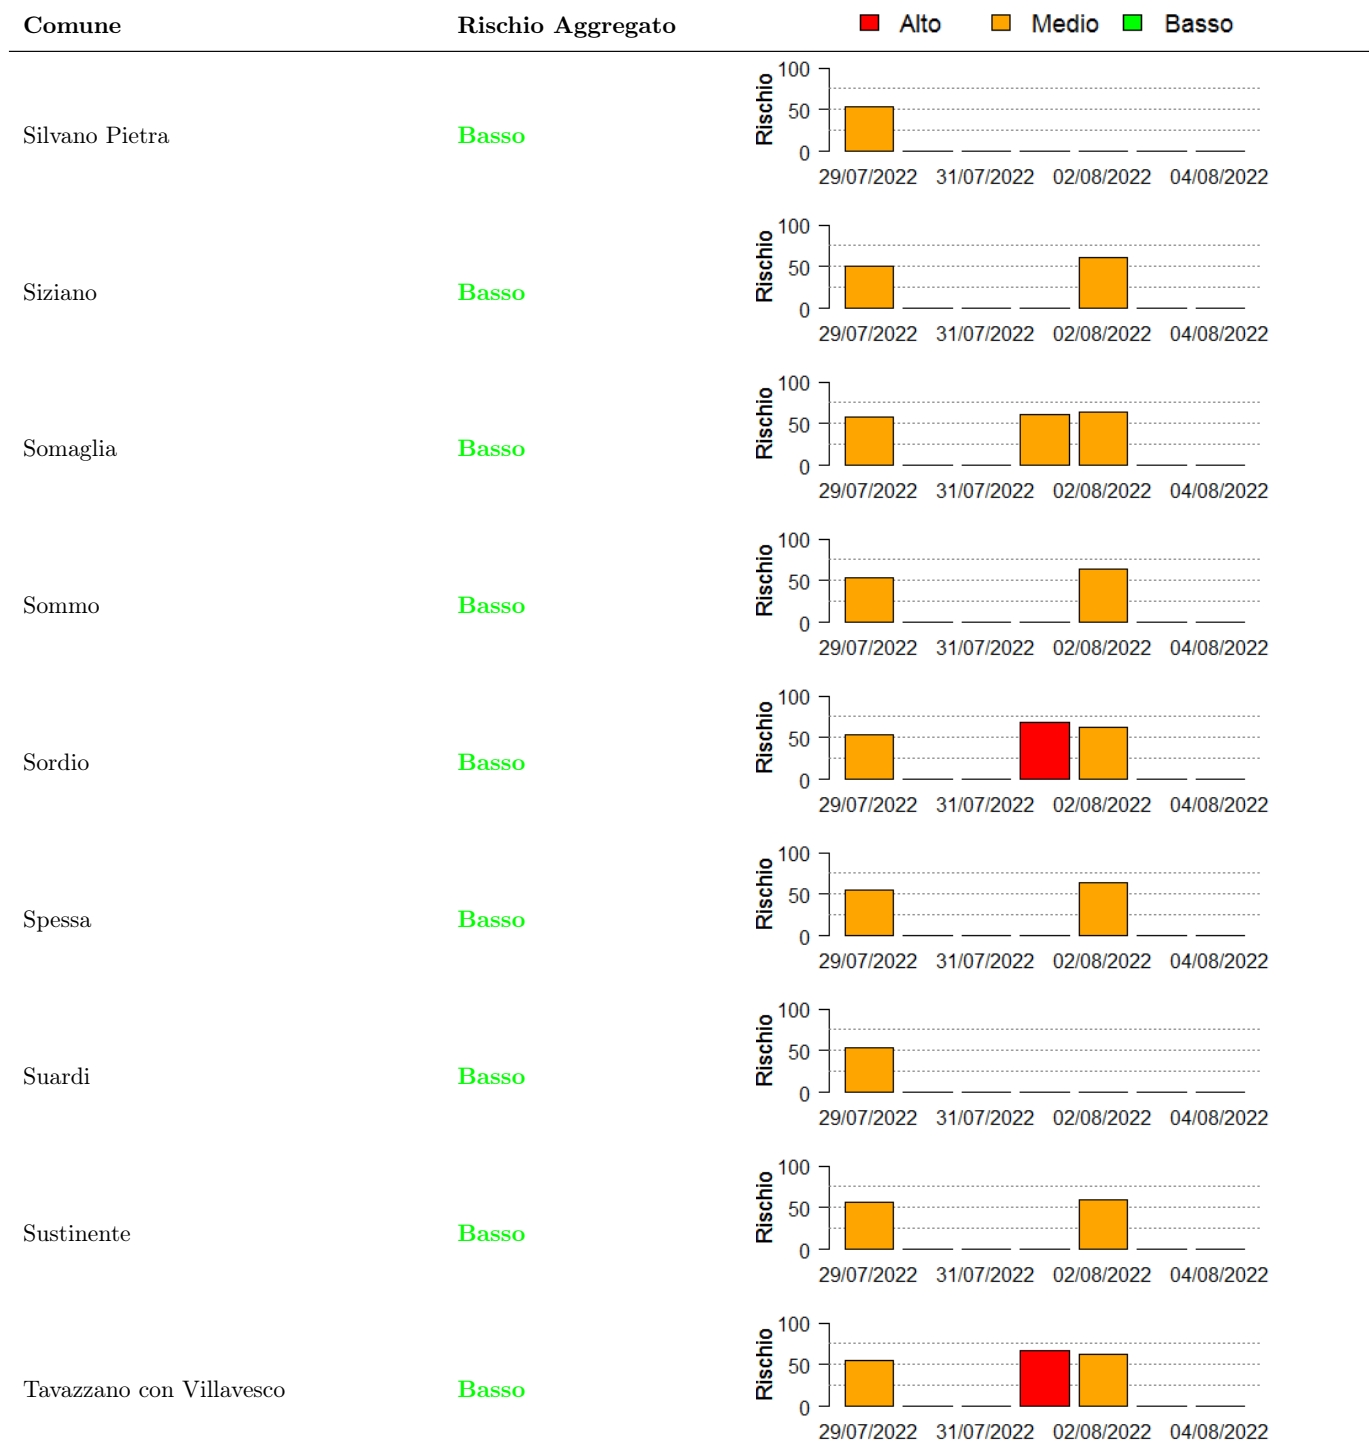 Comune Rischio Aggregato Alto Medio Basso
Silvano Pietra Basso
Rischio
100
50
0
29/07/2022 31/07/2022 02/08/2022 04/08/2022
Siziano Basso
Rischio
100
50
0
29/07/2022 31/07/2022 02/08/2022 04/08/2022
Somaglia Basso
Rischio
100
50
0
29/07/2022 31/07/2022 02/08/2022 04/08/2022
Sommo Basso
Rischio
100
50
0
29/07/2022 31/07/2022 02/08/2022 04/08/2022
Sordio Basso
Rischio
100
50
0
29/07/2022 31/07/2022 02/08/2022 04/08/2022
Spessa Basso
Rischio
100
50
0
29/07/2022 31/07/2022 02/08/2022 04/08/2022
Suardi Basso
Rischio
100
50
0
29/07/2022 31/07/2022 02/08/2022 04/08/2022
Sustinente Basso
Rischio
100
50
0
29/07/2022 31/07/2022 02/08/2022 04/08/2022
Tavazzano con Villavesco Basso
Rischio
100
50
0
29/07/2022 31/07/2022 02/08/2022 04/08/2022